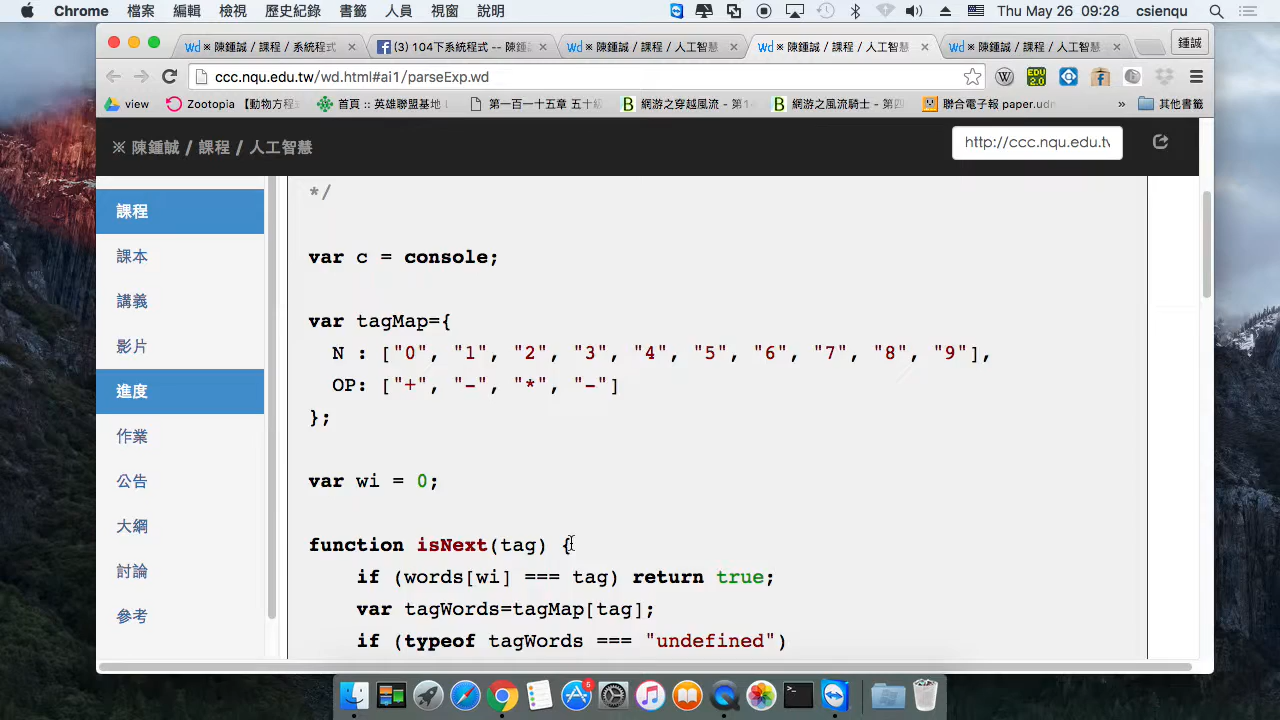 Chrome 檔案 編輯 檢視 歷史紀錄 書籤 人員 視窗 說明 Thu May 26 09:28 csienqu
Wd ※ 陳鍾誠 / 課程 / 系統程式 × (3) 104下系統程式 -- 陳鍾 × Wd ※ 陳鍾誠 / 課程 / 人工智慧 × Wd ※ 陳鍾誠 / 課程 / 人工智慧 × Wd ※ 陳鍾誠 / 課程 / 人工智慧 × 鍾誠
ccc.nqu.edu.tw/wd.html#ai1/parseExp.wd
view Zootopia 【動物方程 首頁 :: 英雄聯盟基地 第一百一十五章 五十級 網游之穿越風流 - 第1 網游之風流騎士 - 第四 聯合電子報 paper.udn » 其他書籤
※ 陳鍾誠 / 課程 / 人工智慧 http://ccc.nqu.edu.tv
課程
課本
講義
影片
進度
作業
公告
大綱
討論
參考
*/
var c = console;
var tagMap={
N : ["0", "1", "2", "3", "4", "5", "6", "7", "8", "9"],
OP: ["+", "-", "*", "-"]
};
var wi = 0;
function isNext(tag) {
if (words[wi] === tag) return true;
var tagWords=tagMap[tag];
if (typeof tagWords === "undefined")